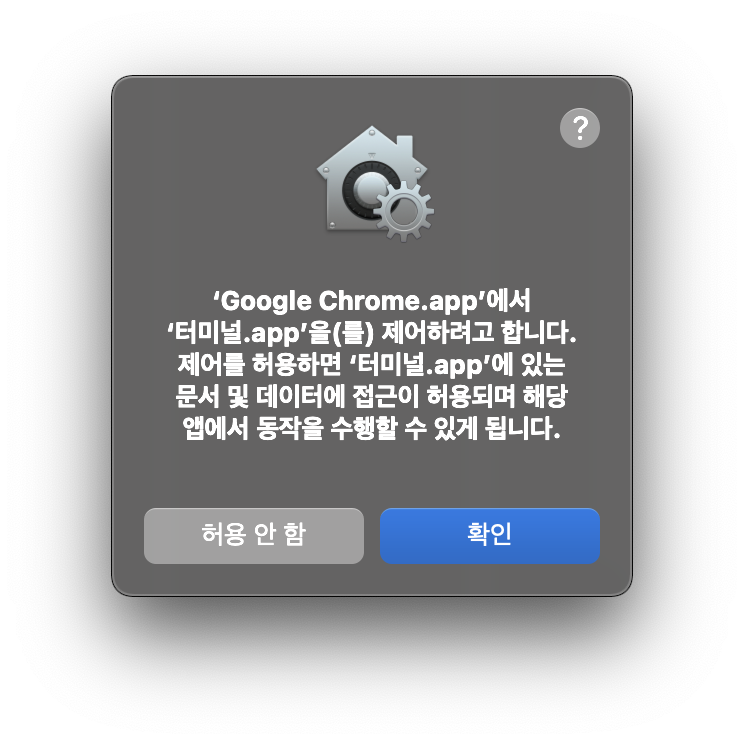 ?
‘Google Chrome.app’에서
‘터미널.app’을(를) 제어하려고 합니다.
제어를 허용하면 ‘터미널.app’에 있는
문서 및 데이터에 접근이 허용되며 해당
앱에서 동작을 수행할 수 있게 됩니다.
허용 안 함
확인